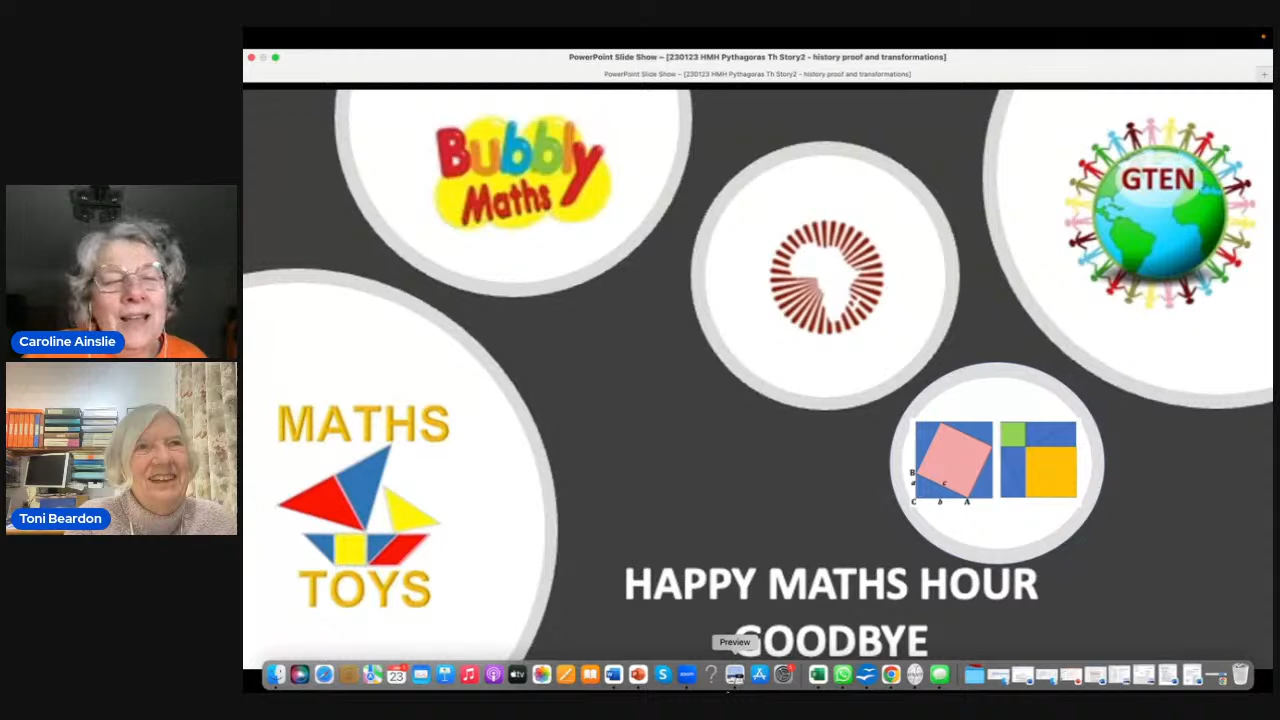 PowerPoint Slide Show – [230123 HMH Pythagoras Th Story2 - history proof and transformations]
PowerPoint Slide Show – [230123 HMH Pythagoras Th Story2 - history proof and transformations]
Bubbly
Maths
GTEN
Caroline Ainslie
MATHS
TOYS
B
a
c
C
b
A
Toni Beardon
HAPPY MATHS HOUR
GOODBYE
Preview
23
tv